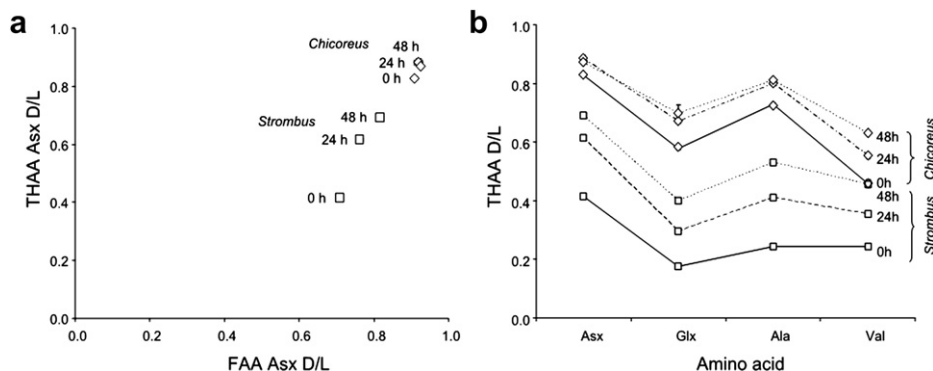 a
THAA Asx D/L
1.0
0.8
0.6
0.4
0.2
0.0
Chicoreus 48 h
24 h
0 h
Strombus 48 h
24 h
0 h
0.0 0.2 0.4 0.6 0.8 1.0
FAA Asx D/L
b
THAA D/L
1.0
0.8
0.6
0.4
0.2
0.0
48h
24h
0h
Chicoreus
48h
24h
0h
Strombus
Asx Glx Ala Val
Amino acid